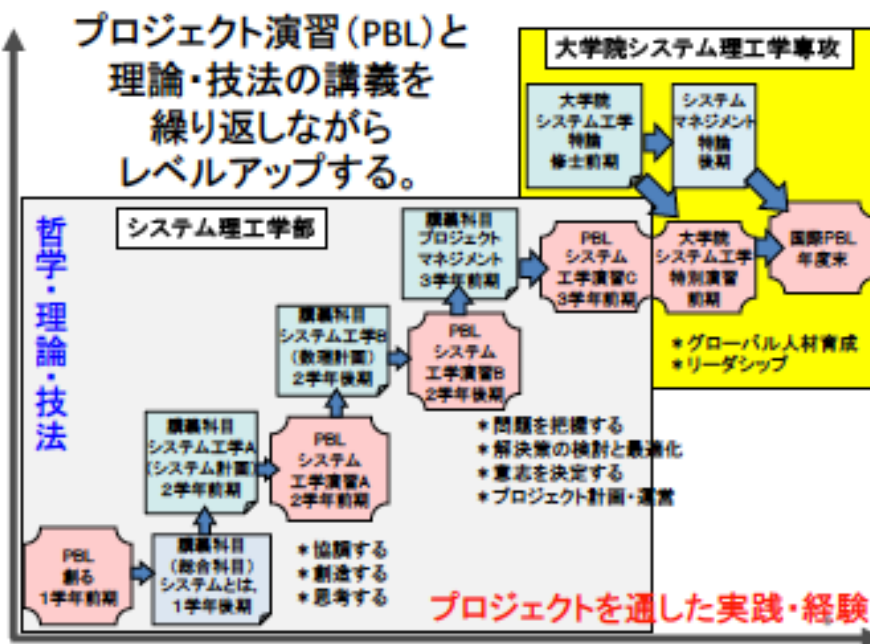 プロジェクト演習(PBL)と
理論・技法の講義を
繰り返しながら
レベルアップする。
大学院システム理工学専攻
大学院
システム工学
特論
修士前期
システム
マネジメント
特論
後期
哲学・理論・技法
システム理工学部
講義科目
プロジェクト
マネジメント
3学年前期
PBL
システム
工学演習C
3学年前期
大学院
システム工学
特別演習
前期
国際PBL
年度末
講義科目
システム工学B
(数理計画)
2学年後期
PBL
システム
工学演習B
2学年後期
*グローバル人材育成
*リーダシップ
講義科目
システム工学A
(システム計画)
2学年前期
PBL
システム
工学演習A
2学年前期
*問題を把握する
*解決策の検討と最適化
*意志を決定する
*プロジェクト計画・運営
PBL
創る
1学年前期
講義科目
(総合科目)
システムとは,
1学年後期
*協調する
*創造する
*思考する
プロジェクトを通した実践・経験